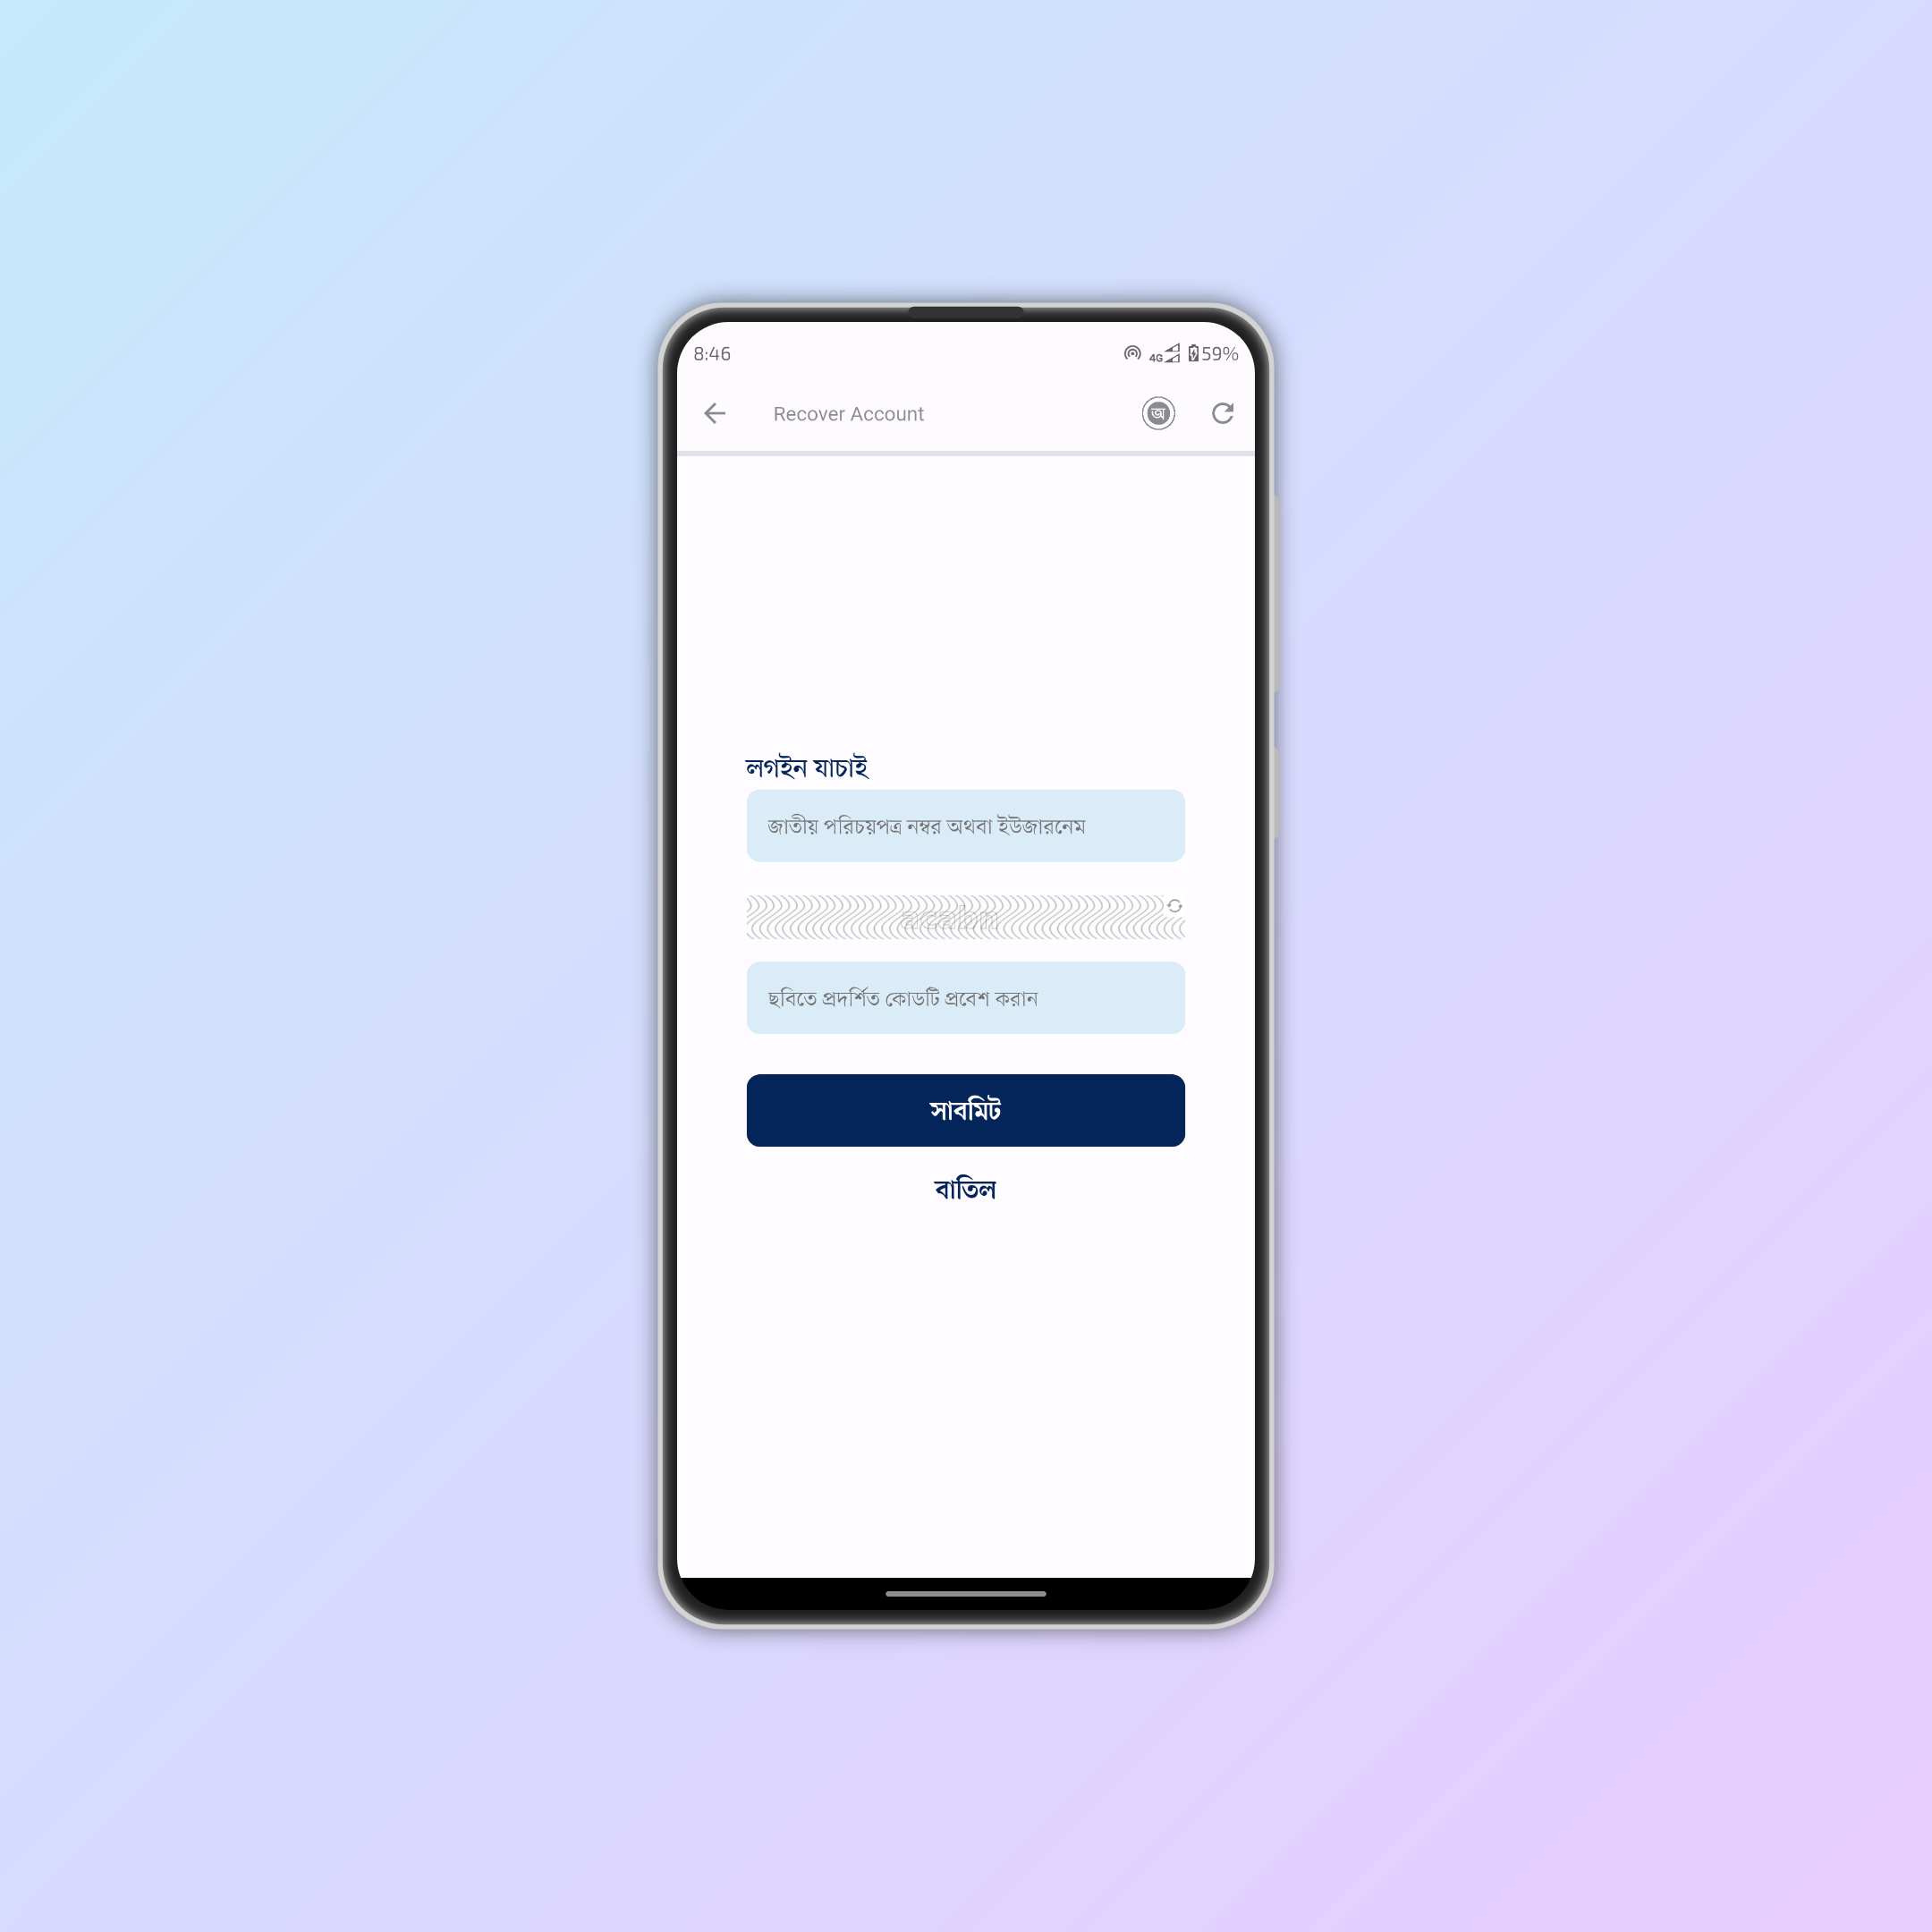 8:46
4G 59%
Recover Account
অ
লগইন যাচাই
জাতীয় পরিচয়পত্র নম্বর অথবা ইউজারনেম
acabn
ছবিতে প্রদর্শিত কোডটি প্রবেশ করান
সাবমিট
বাতিল